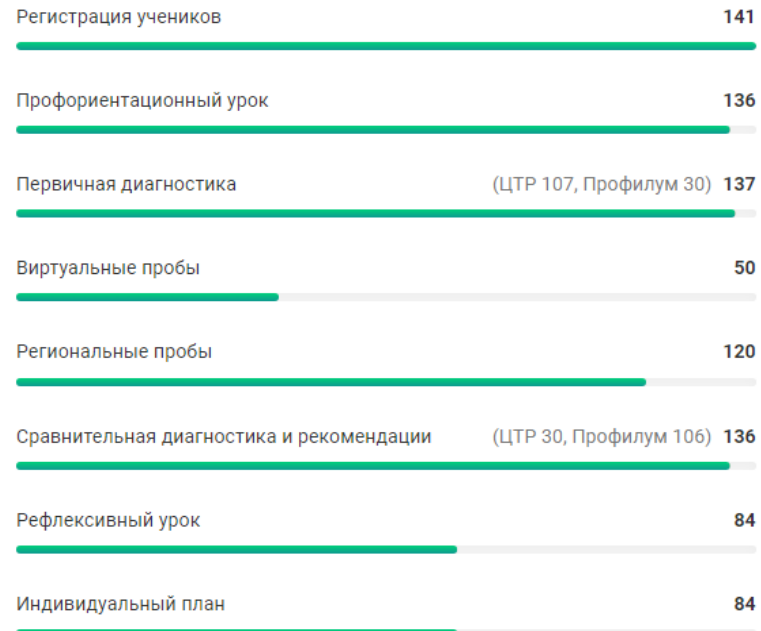 Регистрация учеников 141
Профориентационный урок 136
Первичная диагностика (ЦТР 107, Профилум 30) 137
Виртуальные пробы 50
Региональные пробы 120
Сравнительная диагностика и рекомендации (ЦТР 30, Профилум 106) 136
Рефлексивный урок 84
Индивидуальный план 84